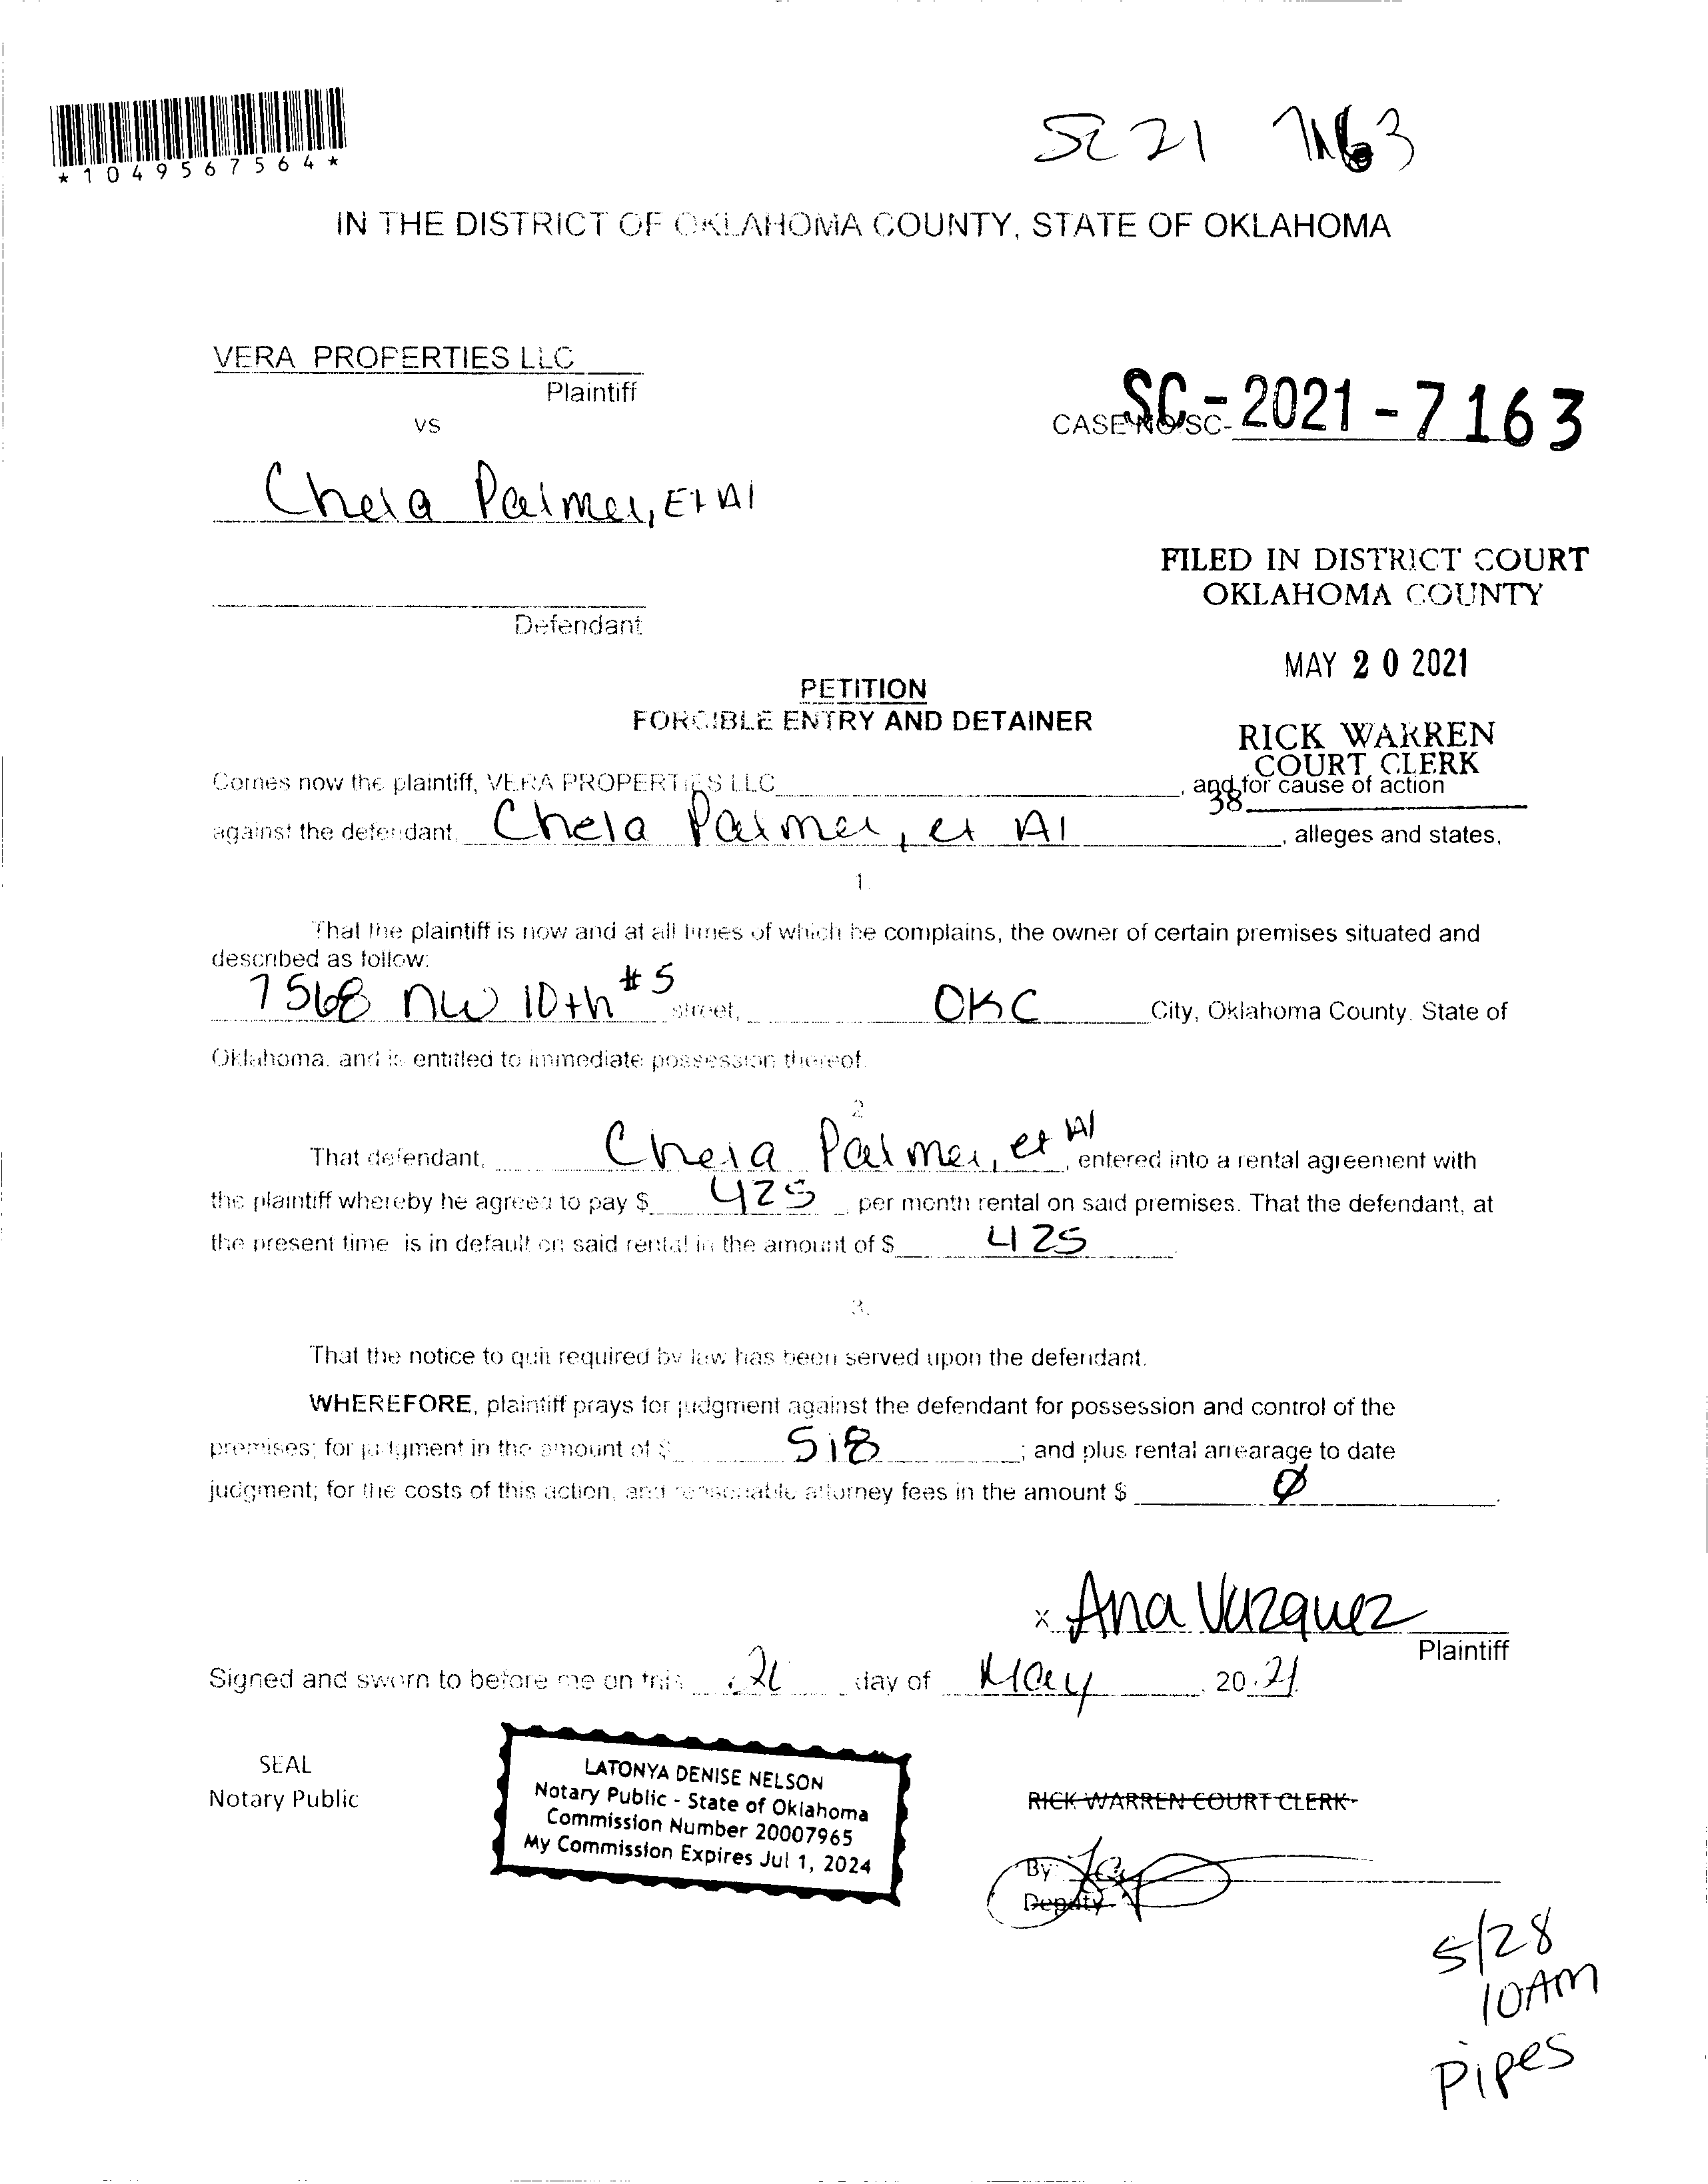 *1049567564*
SC 21 7163
IN THE DISTRICT OF OKLAHOMA COUNTY, STATE OF OKLAHOMA
VERA PROPERTIES LLC
Plaintiff
VS
CASE NO SC-
SC-2021-7163
Chela Palmer, Et Al
FILED IN DISTRICT COURT
OKLAHOMA COUNTY
Defendant
MAY 20 2021
PETITION
FORCIBLE ENTRY AND DETAINER
RICK WARREN
COURT CLERK
38
Comes now the plaintiff, VERA PROPERTIES LLC, and for cause of action
against the defendant, Chela Palmer, et Al, alleges and states,
1.
That the plaintiff is now and at all times of which he complains, the owner of certain premises situated and
described as follow:
7568 NW 10th #5 street, OKC City, Oklahoma County, State of
Oklahoma, and is entitled to immediate possession thereof.
2
That defendant, Chela Palmer, et Al, entered into a rental agreement with
the plaintiff whereby he agreed to pay $ 425 per month rental on said premises. That the defendant, at
the present time is in default on said rental in the amount of $ 425
3.
That the notice to quit required by law has been served upon the defendant.
WHEREFORE, plaintiff prays for judgment against the defendant for possession and control of the
premises; for judgment in the amount of $ 518; and plus rental arrearage to date
judgment; for the costs of this action, and reasonable attorney fees in the amount $ Ø.
x Ana Vazquez
Plaintiff
Signed and sworn to before me on this day of May, 20 21
SEAL
Notary Public
LATONYA DENISE NELSON
Notary Public - State of Oklahoma
Commission Number 20007965
My Commission Expires Jul 1, 2024
RICK WARREN COURT CLERK
By:
Deputy
5/28
10AM
Pipes